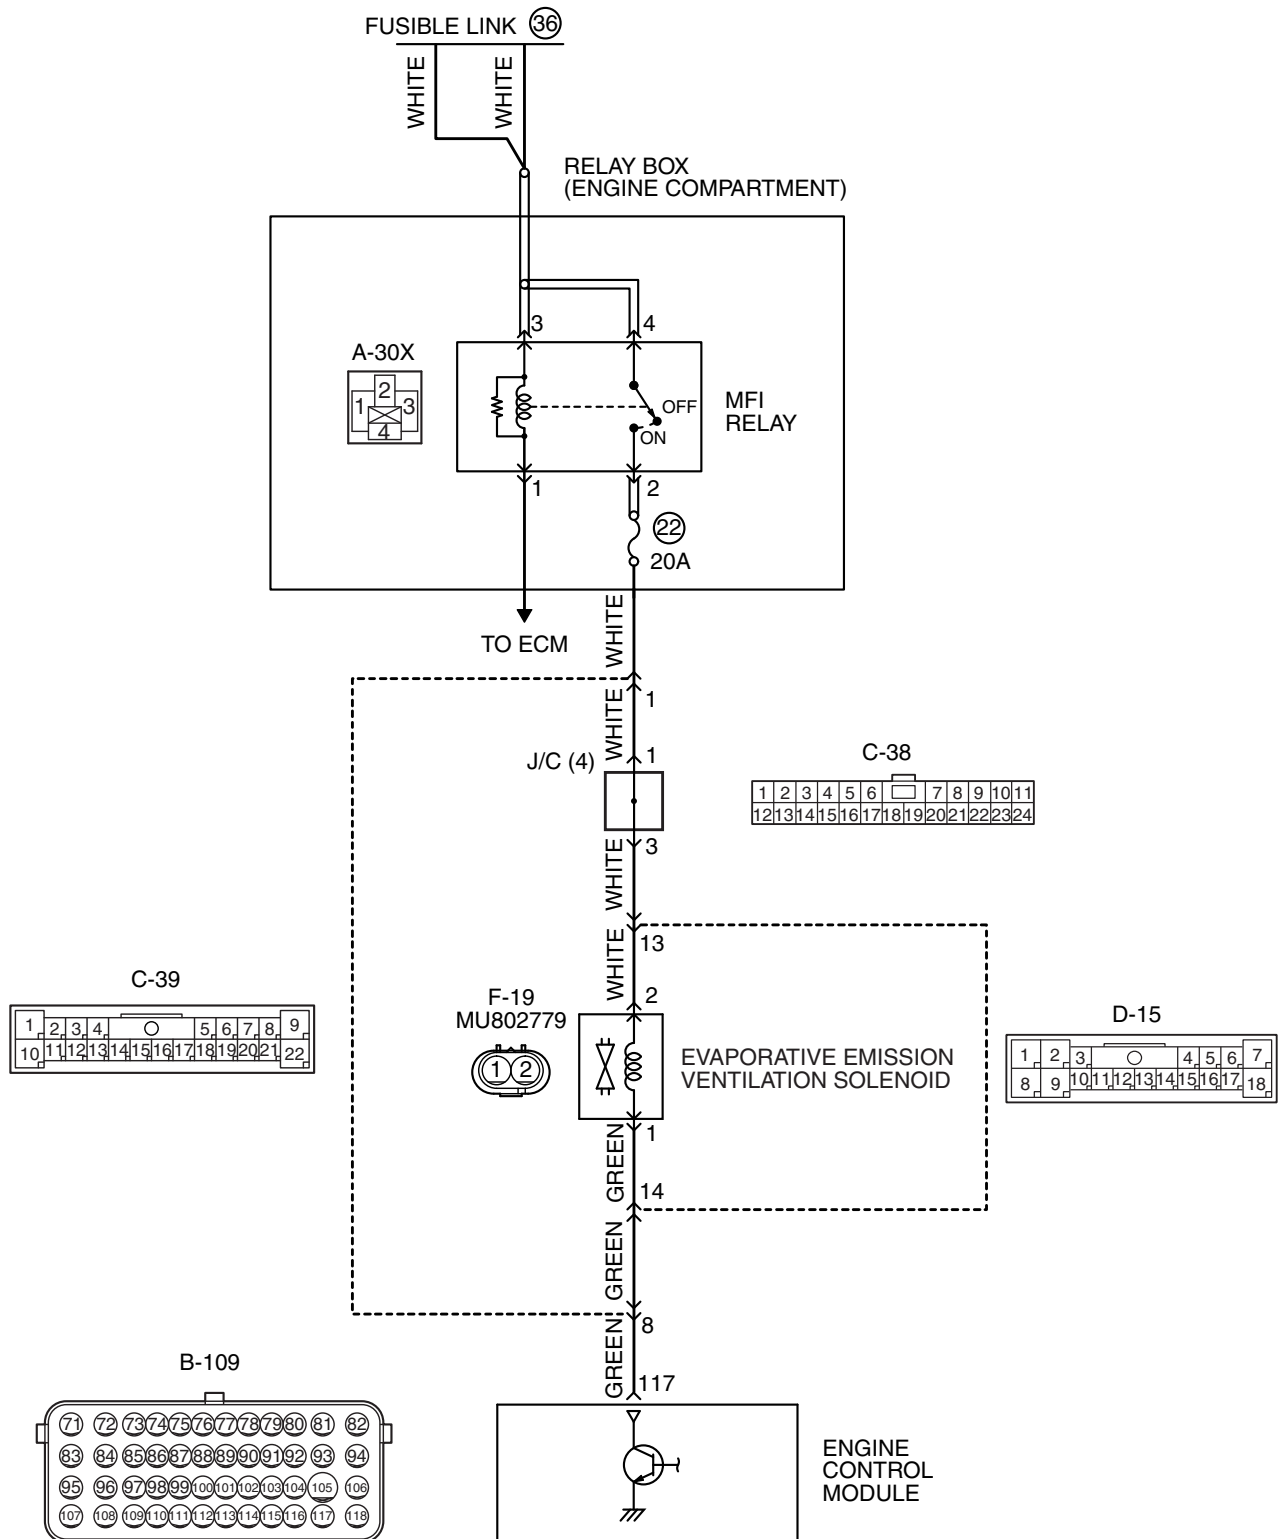 FUSIBLE LINK 36
WHITE
WHITE
RELAY BOX
(ENGINE COMPARTMENT)
3
4
A-30X
2
1 3
4
OFF
ON
MFI
RELAY
1
2
22
20A
TO ECM
WHITE
1
WHITE
J/C (4)
1
3
C-38
1 2 3 4 5 6 7 8 9 10 11
12 13 14 15 16 17 18 19 20 21 22 23 24
WHITE
13
WHITE
2
C-39
1 2 3 4 5 6 7 8 9
10 11 12 13 14 15 16 17 18 19 20 21 22
F-19
MU802779
1 2
EVAPORATIVE EMISSION
VENTILATION SOLENOID
D-15
1 2 3 4 5 6 7
8 9 10 11 12 13 14 15 16 17 18
1
GREEN
14
GREEN
8
GREEN
117
B-109
71 72 73 74 75 76 77 78 79 80 81 82
83 84 85 86 87 88 89 90 91 92 93 94
95 96 97 98 99 100 101 102 103 104 105 106
107 108 109 110 111 112 113 114 115 116 117 118
ENGINE
CONTROL
MODULE